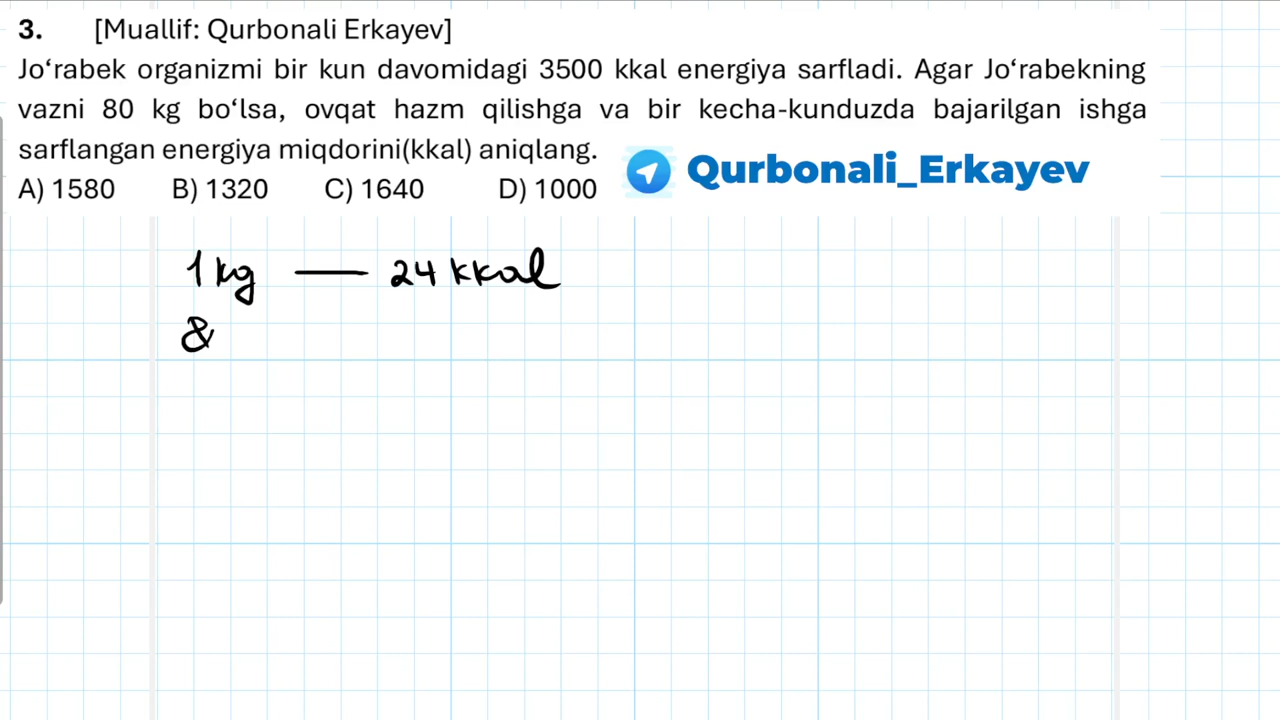 3. [Muallif: Qurbonali Erkayev]
Jo‘rabek organizmi bir kun davomidagi 3500 kkal energiya sarfladi. Agar Jo‘rabekning
vazni 80 kg bo‘lsa, ovqat hazm qilishga va bir kecha-kunduzda bajarilgan ishga
sarflangan energiya miqdorini(kkal) aniqlang.
Qurbonali_Erkayev
A) 1580 B) 1320 C) 1640 D) 1000
1kg — 24 kkal
8